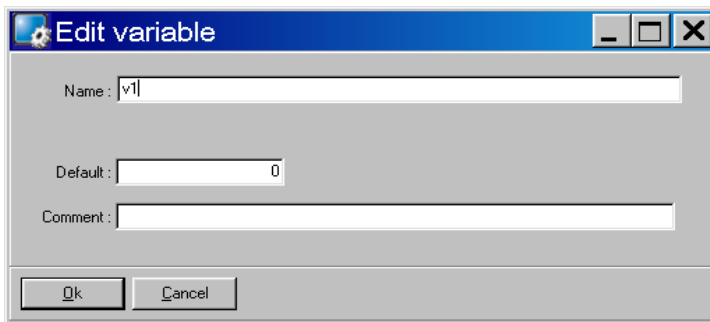 Edit variable
Name : v1
Default : 0
Comment :
Ok Cancel